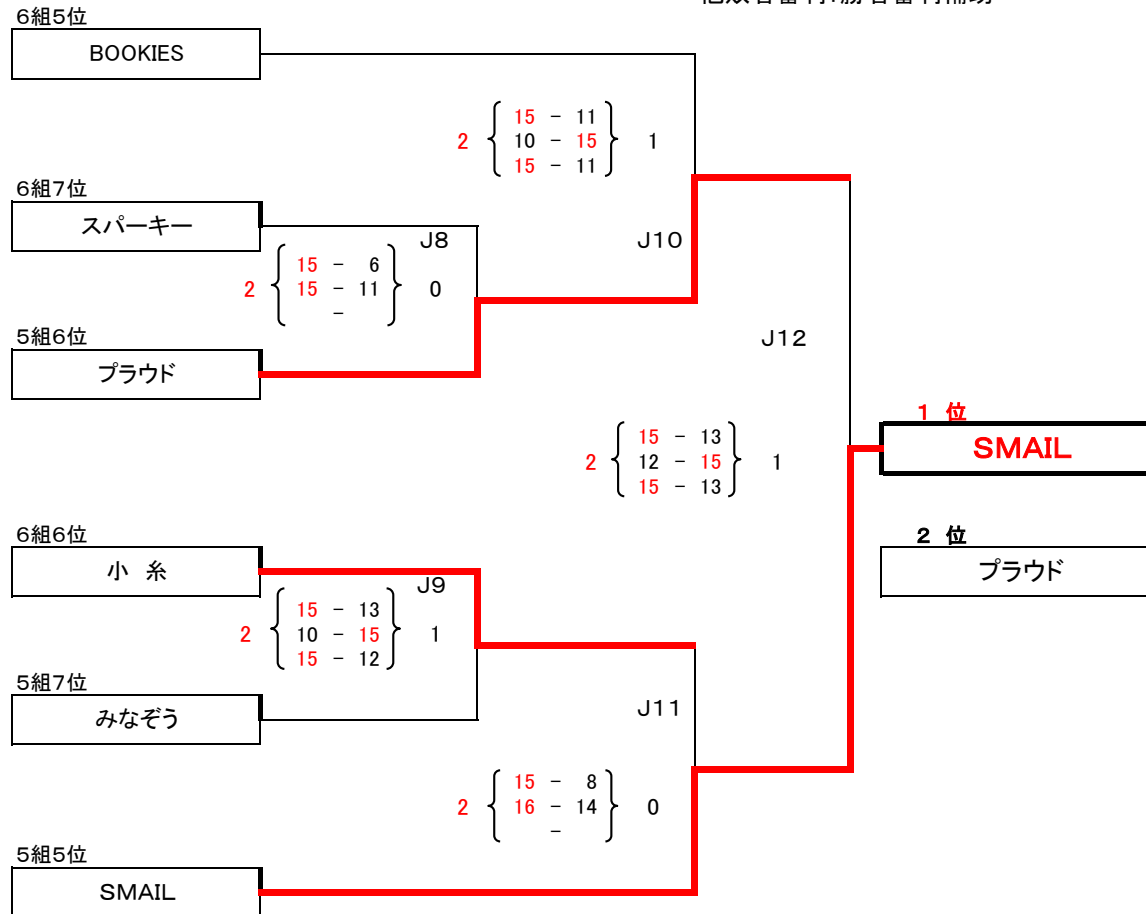 6組5位
BOOKIES
2 { 15 － 11 } 1
10 － 15
15 － 11
6組7位
スパーキー
J8
J10
2 { 15 － 6 } 0
15 － 11
－
5組6位
プラウド
J12
1 位
SMAIL
2 { 15 － 13 } 1
12 － 15
15 － 13
6組6位
小 糸
2 位
プラウド
J9
2 { 15 － 13 } 1
10 － 15
15 － 12
5組7位
みなぞう
J11
2 { 15 － 8 } 0
16 － 14
－
5組5位
SMAIL